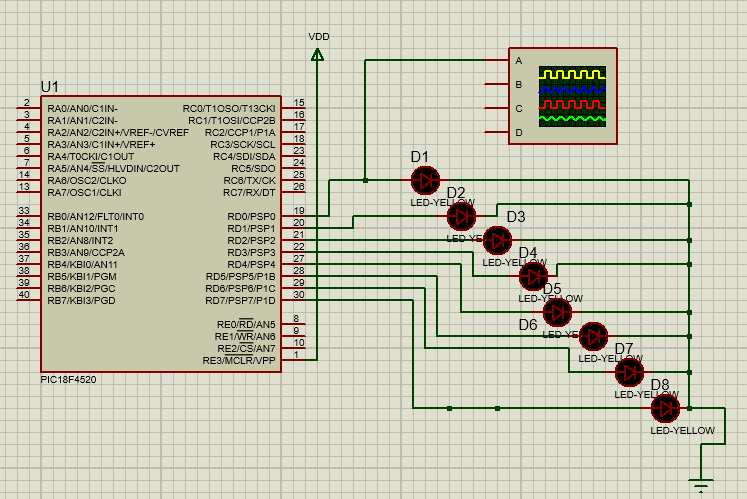 VDD
U1
2 RA0/AN0/C1IN- RC0/T1OSO/T13CKI 15
3 RA1/AN1/C2IN- RC1/T1OSI/CCP2B 16
4 RA2/AN2/C2IN+/VREF-/CVREF RC2/CCP1/P1A 17
5 RA3/AN3/C1IN+/VREF+ RC3/SCK/SCL 18
6 RA4/T0CKI/C1OUT RC4/SDI/SDA 23
7 RA5/AN4/SS/HLVDIN/C2OUT RC5/SDO 24
14 RA6/OSC2/CLKO RC6/TX/CK 25
13 RA7/OSC1/CLKI RC7/RX/DT 26
33 RB0/AN12/FLT0/INT0 RD0/PSP0 19
34 RB1/AN10/INT1 RD1/PSP1 20
35 RB2/AN8/INT2 RD2/PSP2 21
36 RB3/AN9/CCP2A RD3/PSP3 22
37 RB4/KBI0/AN11 RD4/PSP4 27
38 RB5/KBI1/PGM RD5/PSP5/P1B 28
39 RB6/KBI2/PGC RD6/PSP6/P1C 29
40 RB7/KBI3/PGD RD7/PSP7/P1D 30
RE0/RD/AN5 8
RE1/WR/AN6 9
RE2/CS/AN7 10
RE3/MCLR/VPP 1
PIC18F4520
A
B
C
D
D1
LED-YELLOW
D2
LED-YE
D3
LED-YELLOW
D4
LED-YELLOW
D5
LED-YE
D6
LED-YELLOW
D7
LED-YELLOW
D8
LED-YELLOW